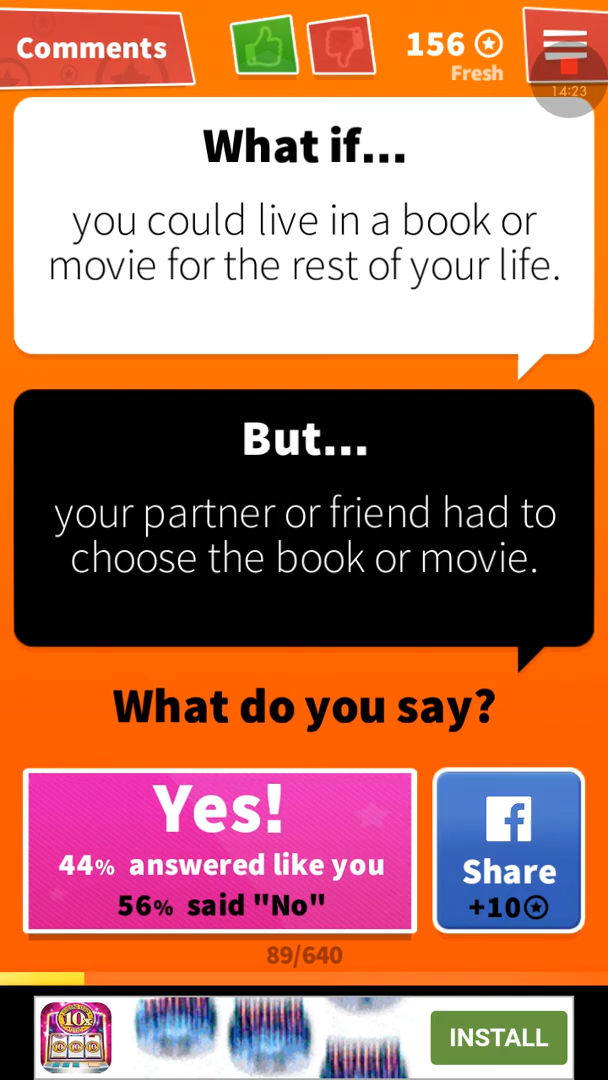 Comments
156
Fresh
14:23
What if...
you could live in a book or
movie for the rest of your life.
But...
your partner or friend had to
choose the book or movie.
What do you say?
Yes!
44% answered like you
56% said "No"
Share
+10
89/640
10x
INSTALL